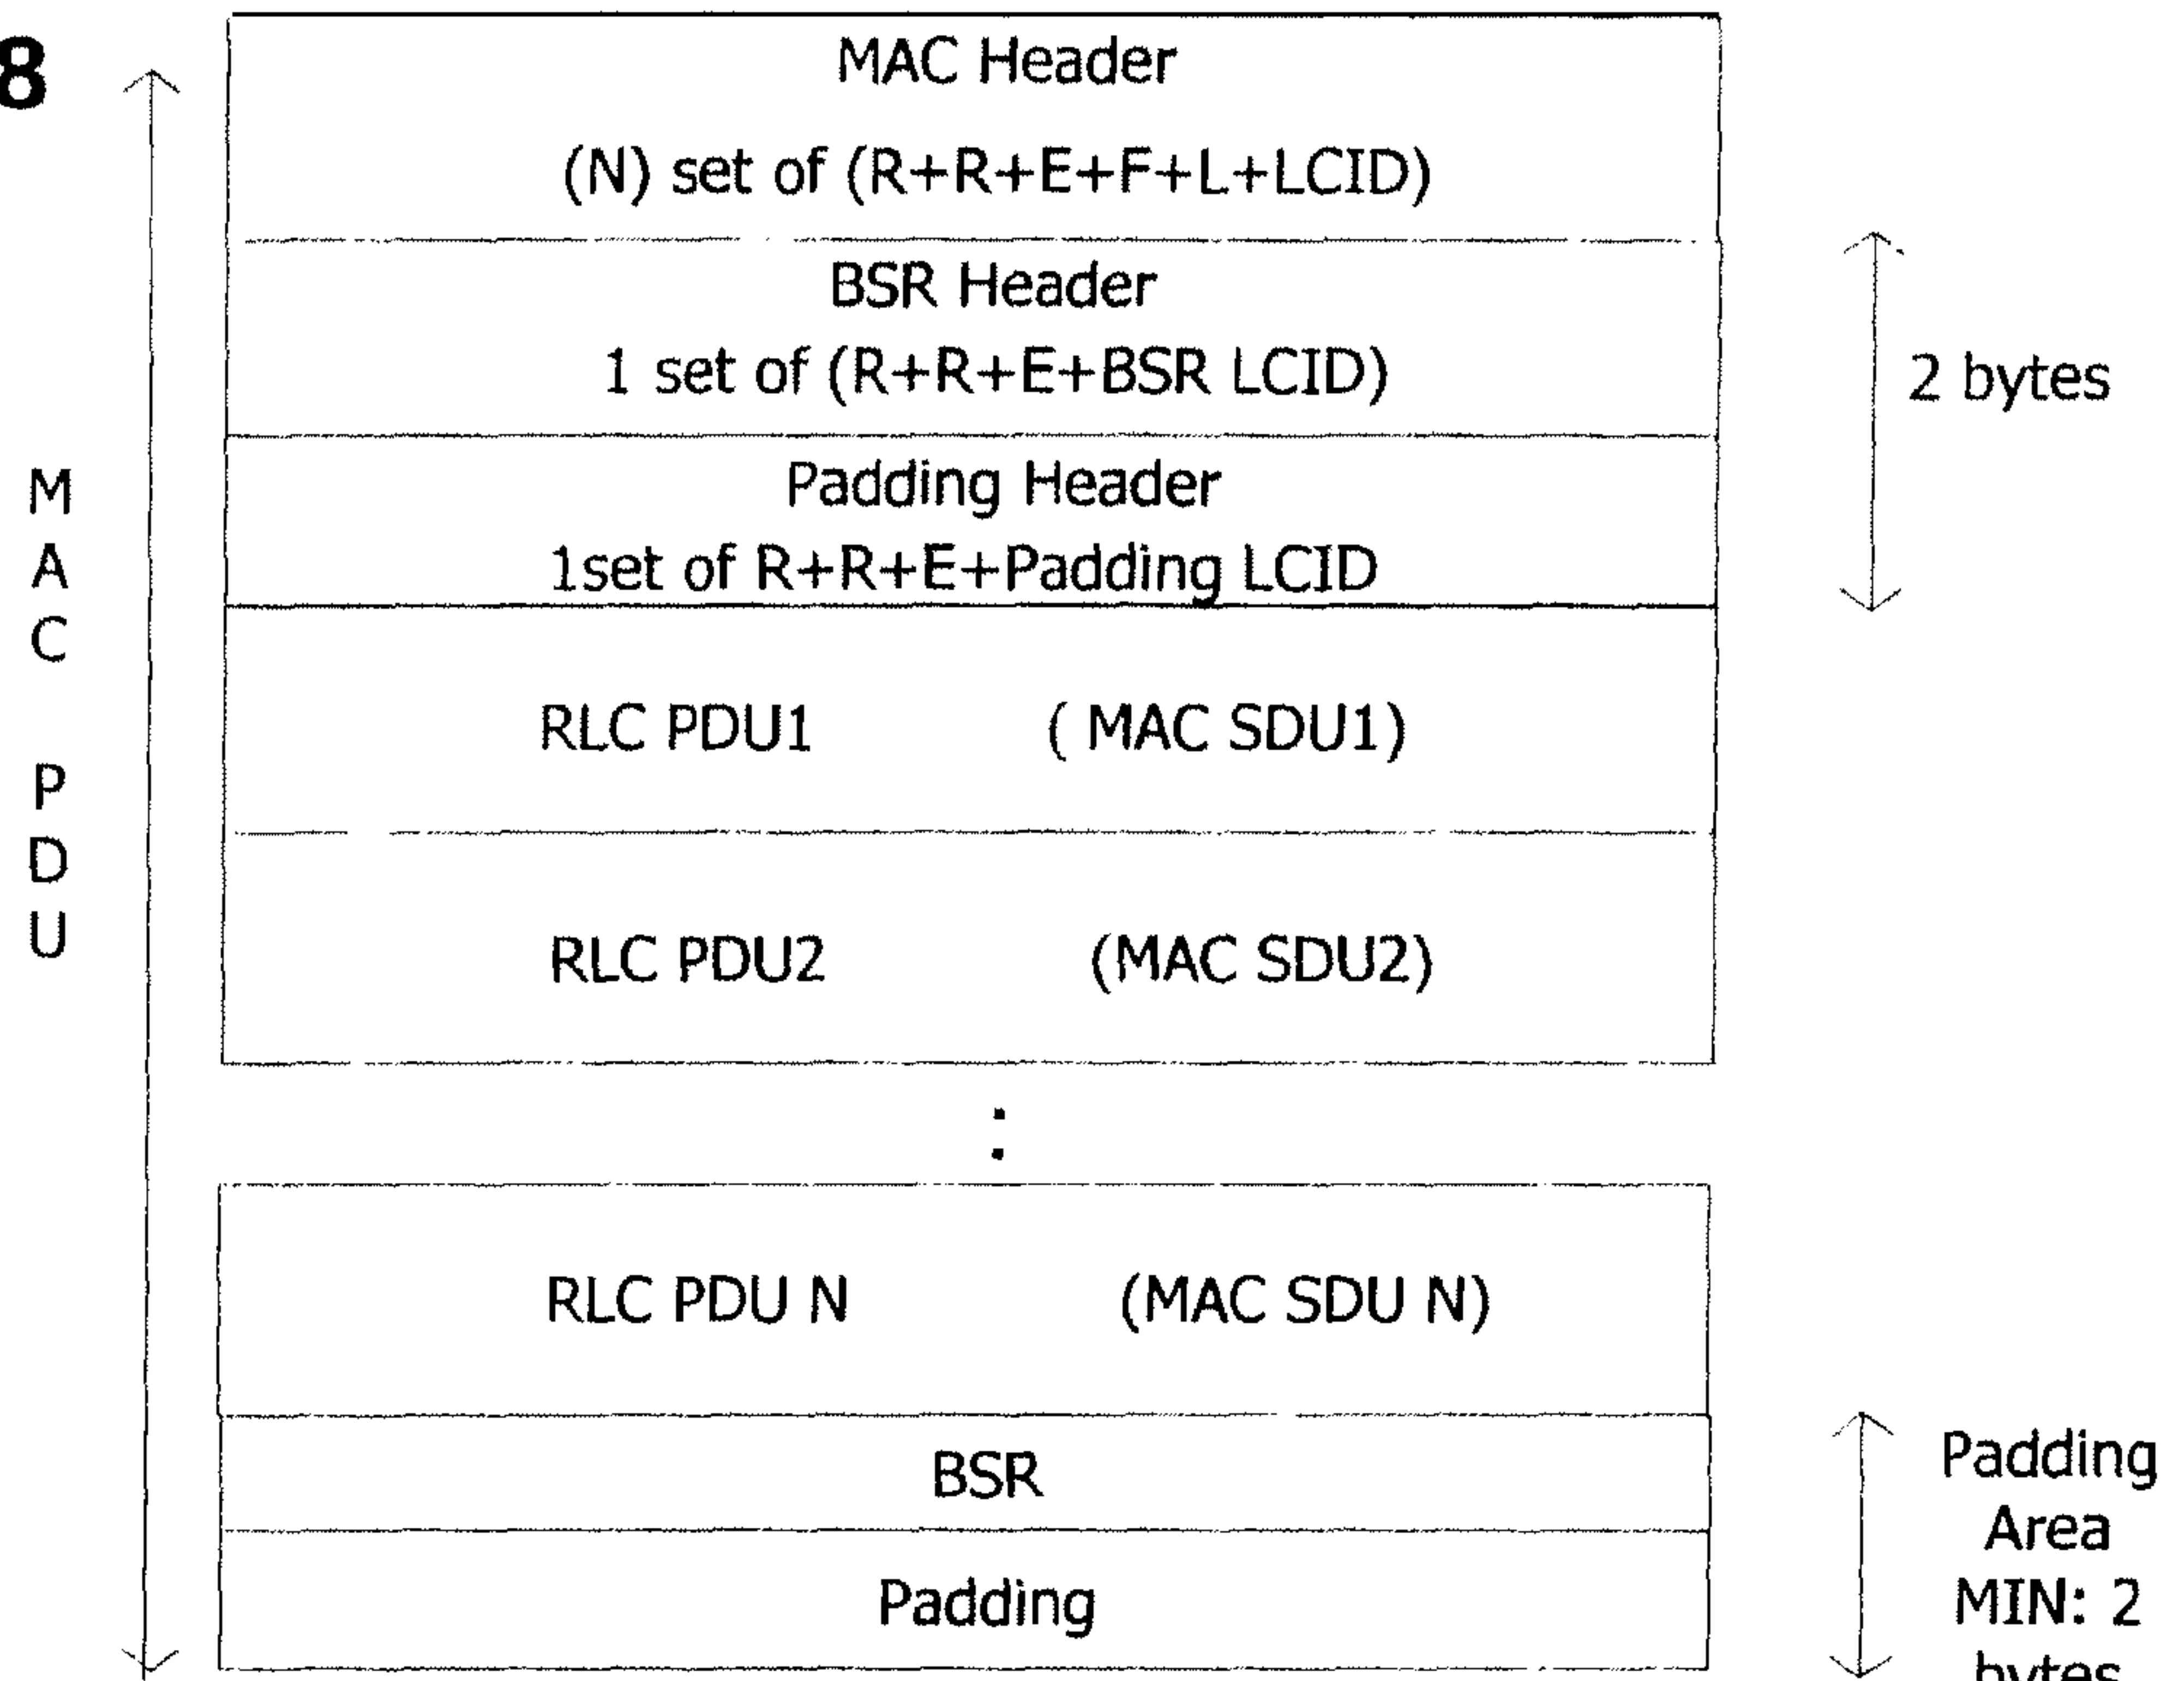 8
MAC Header
(N) set of (R+R+E+F+L+LCID)
BSR Header
1 set of (R+R+E+BSR LCID)
2 bytes
Padding Header
1set of R+R+E+Padding LCID
M
A
C
P
D
U
RLC PDU1 ( MAC SDU1)
RLC PDU2 (MAC SDU2)
:
RLC PDU N (MAC SDU N)
BSR
Padding
Padding
Area
MIN: 2
bytes